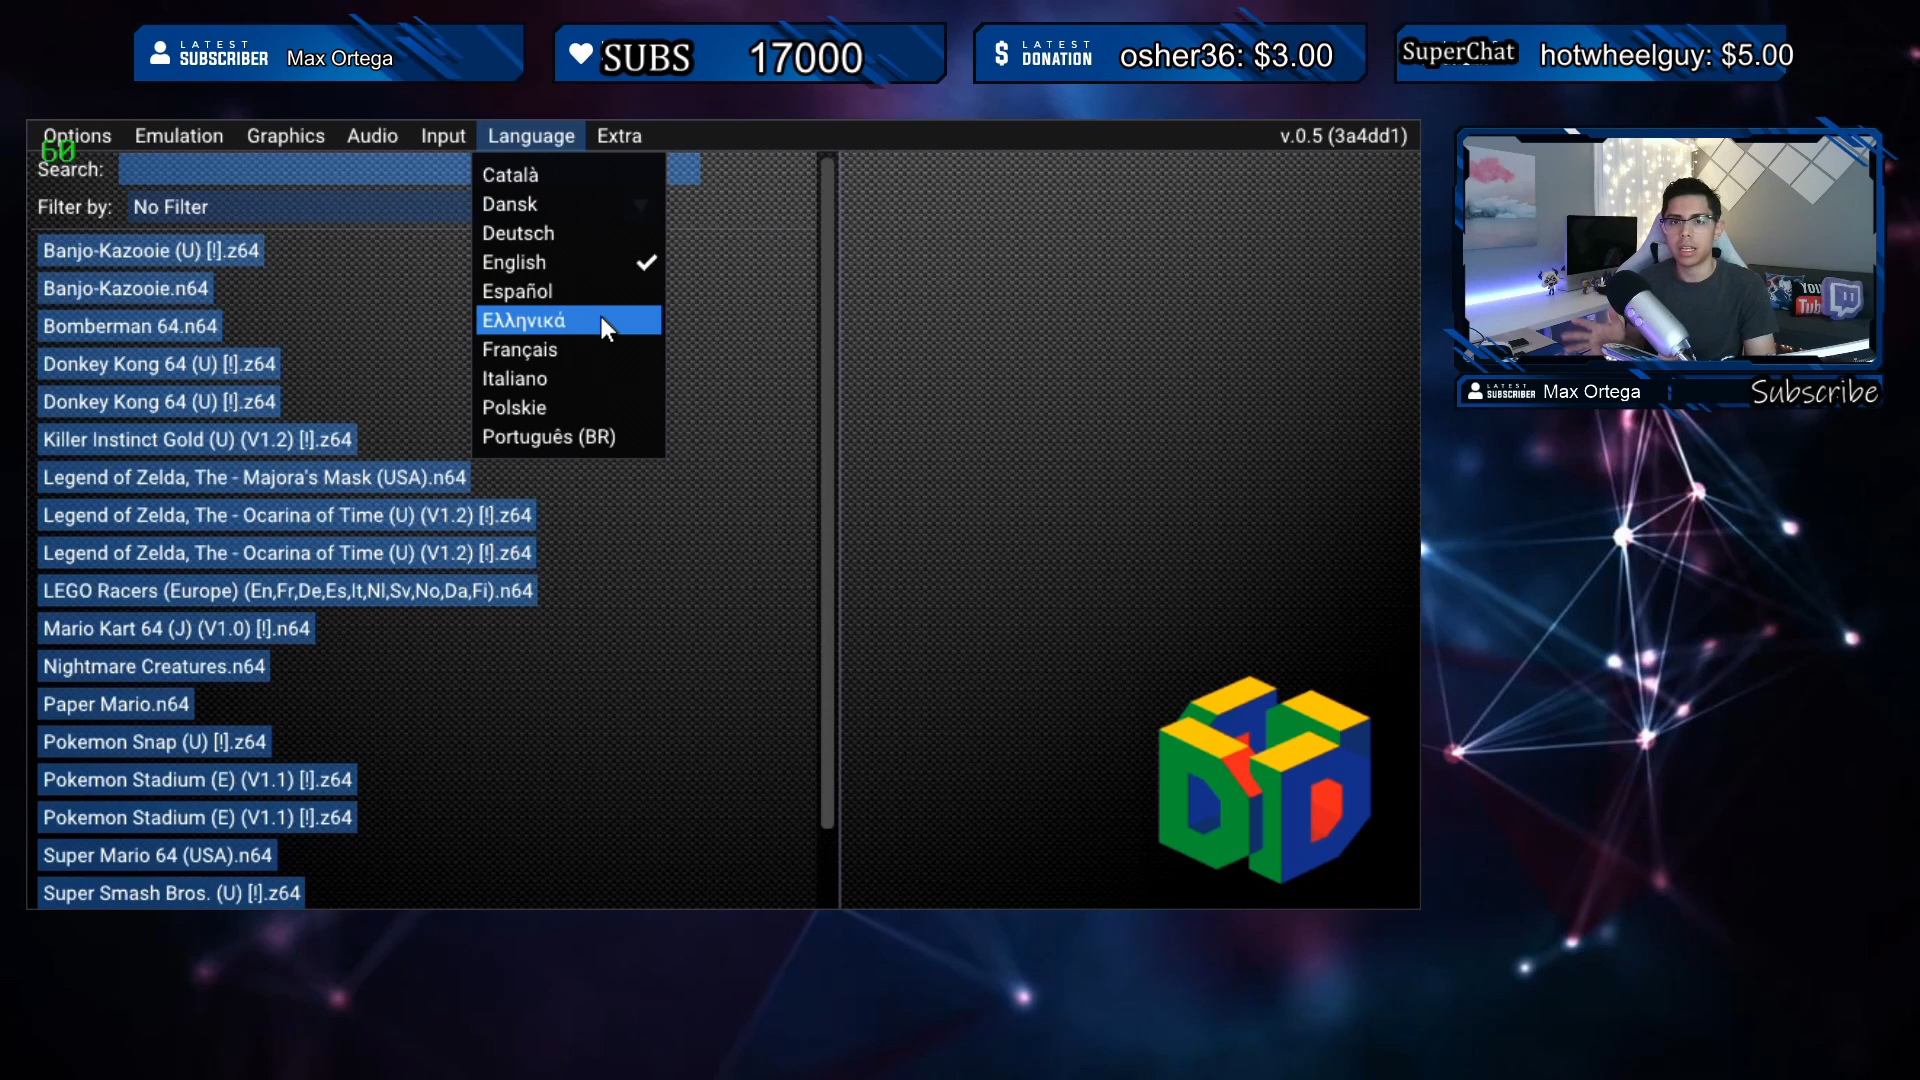 LATEST
SUBSCRIBER
Max Ortega
SUBS
17000
LATEST
DONATION
osher36: $3.00
SuperChat
hotwheelguy: $5.00
Options Emulation Graphics Audio Input Language Extra
v.0.5 (3a4dd1)
60
Search:
Filter by: No Filter
Banjo-Kazooie (U) [!].z64
Banjo-Kazooie.n64
Bomberman 64.n64
Donkey Kong 64 (U) [!].z64
Donkey Kong 64 (U) [!].z64
Killer Instinct Gold (U) (V1.2) [!].z64
Legend of Zelda, The - Majora's Mask (USA).n64
Legend of Zelda, The - Ocarina of Time (U) (V1.2) [!].z64
Legend of Zelda, The - Ocarina of Time (U) (V1.2) [!].z64
LEGO Racers (Europe) (En,Fr,De,Es,It,Nl,Sv,No,Da,Fi).n64
Mario Kart 64 (J) (V1.0) [!].n64
Nightmare Creatures.n64
Paper Mario.n64
Pokemon Snap (U) [!].z64
Pokemon Stadium (E) (V1.1) [!].z64
Pokemon Stadium (E) (V1.1) [!].z64
Super Mario 64 (USA).n64
Super Smash Bros. (U) [!].z64
Català
Dansk
Deutsch
English
Español
Ελληνικά
Français
Italiano
Polskie
Português (BR)
You
Tub
LATEST
SUBSCRIBER
Max Ortega
Subscribe